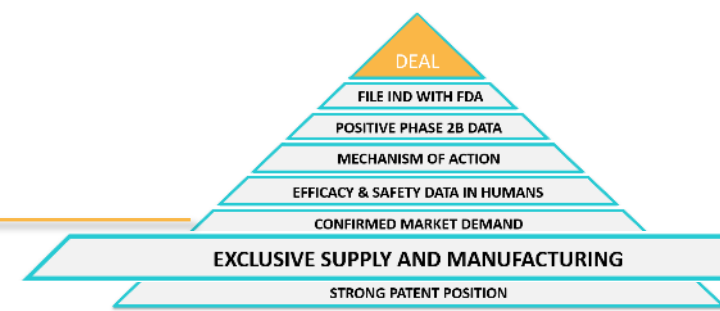 DEAL
FILE IND WITH FDA
POSITIVE PHASE 2B DATA
MECHANISM OF ACTION
EFFICACY & SAFETY DATA IN HUMANS
CONFIRMED MARKET DEMAND
EXCLUSIVE SUPPLY AND MANUFACTURING
STRONG PATENT POSITION